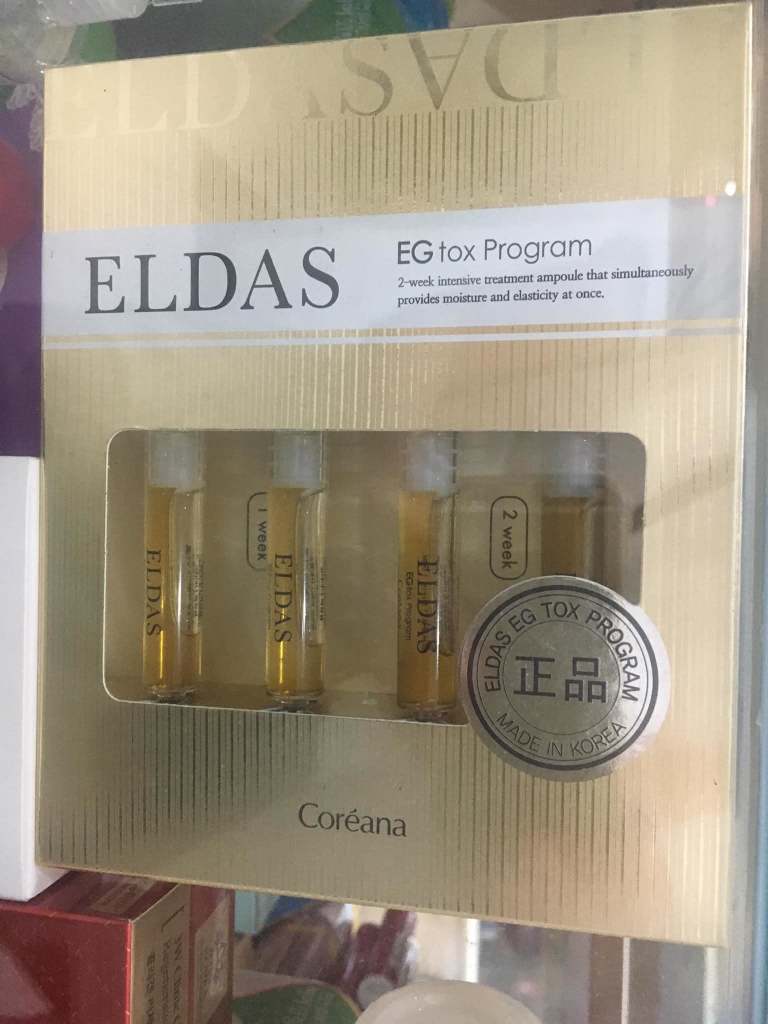 ELDAS
ELDAS
EG tox Program
2-week intensive treatment ampoule that simultaneously
provides moisture and elasticity at once.
ELDAS
1 week
ELDAS
ELDAS
EG tox Program
Coréana
2 week
ELDAS EG TOX PROGRAM
正品
MADE IN KOREA
Coréana